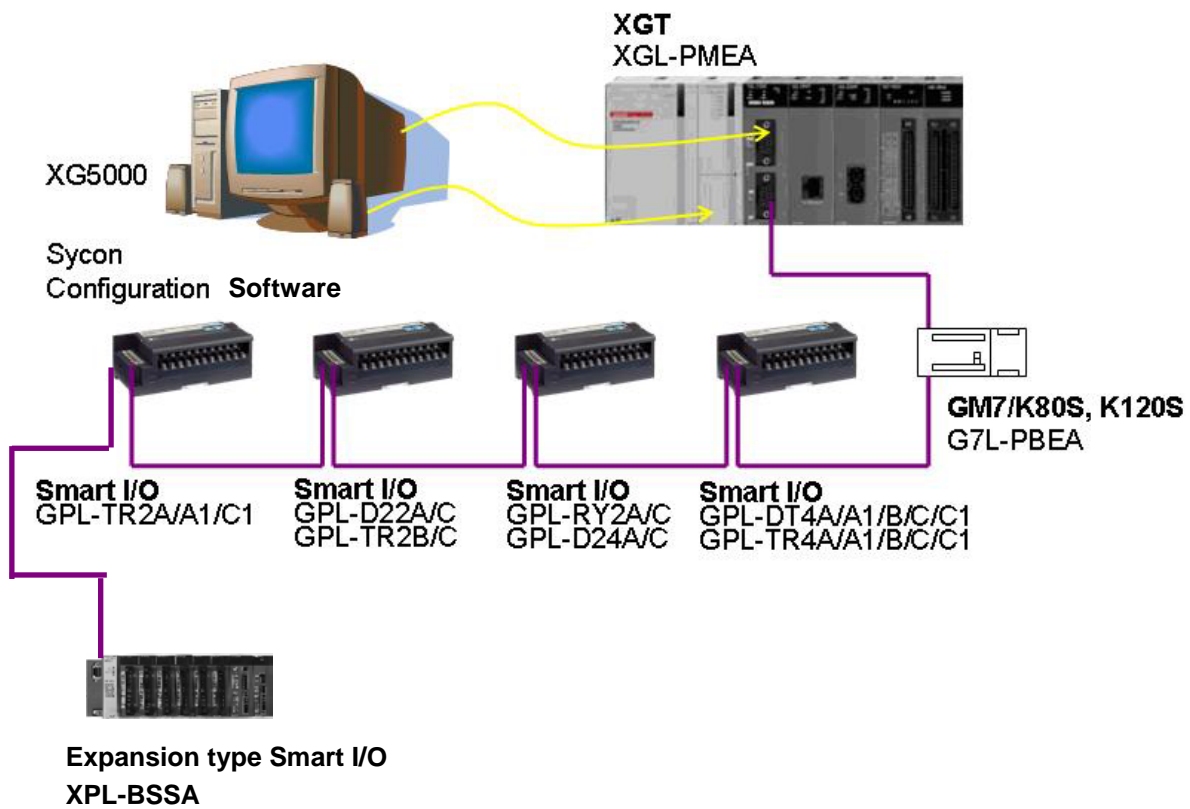 XGT
XGL-PMEA
XG5000
Sycon
Configuration Software
GM7/K80S, K120S
G7L-PBEA
Smart I/O
GPL-TR2A/A1/C1
Smart I/O
GPL-D22A/C
GPL-TR2B/C
Smart I/O
GPL-RY2A/C
GPL-D24A/C
Smart I/O
GPL-DT4A/A1/B/C/C1
GPL-TR4A/A1/B/C/C1
Expansion type Smart I/O
XPL-BSSA